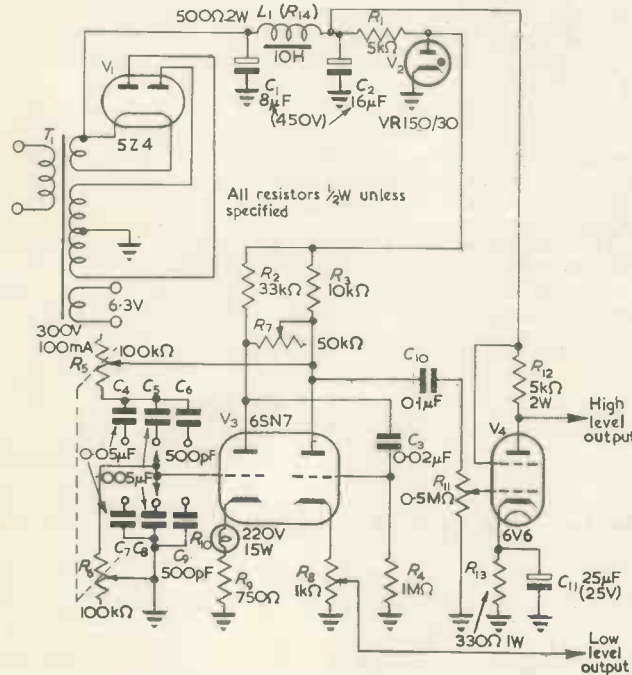 500Ω.2W
L₁ (R₁₄)
10H
R₁
5kΩ
V₁
5Z4
C₁
8μF
C₂
16μF
(450V)
V₂
VR150/30
T₁
All resistors ½W unless
specified
6·3V
300V
100mA
R₂
33kΩ
R₃
10kΩ
R₇
50kΩ
R₅
100kΩ
C₄
C₅
C₆
0·05μF
·005μF
500pF
V₃
6SN7
C₁₀
0·1μF
C₃
0·02μF
R₁₂
5kΩ
2W
High
level
output
V₄
6V6
R₁₁
0·5MΩ
C₇
C₈
C₉
500pF
R₆
100kΩ
R₁₀
220V
15W
R₉
750Ω
R₈
1kΩ
R₄
1MΩ
R₁₃
330Ω 1W
C₁₁
25μF
(25V)
Low
level
output